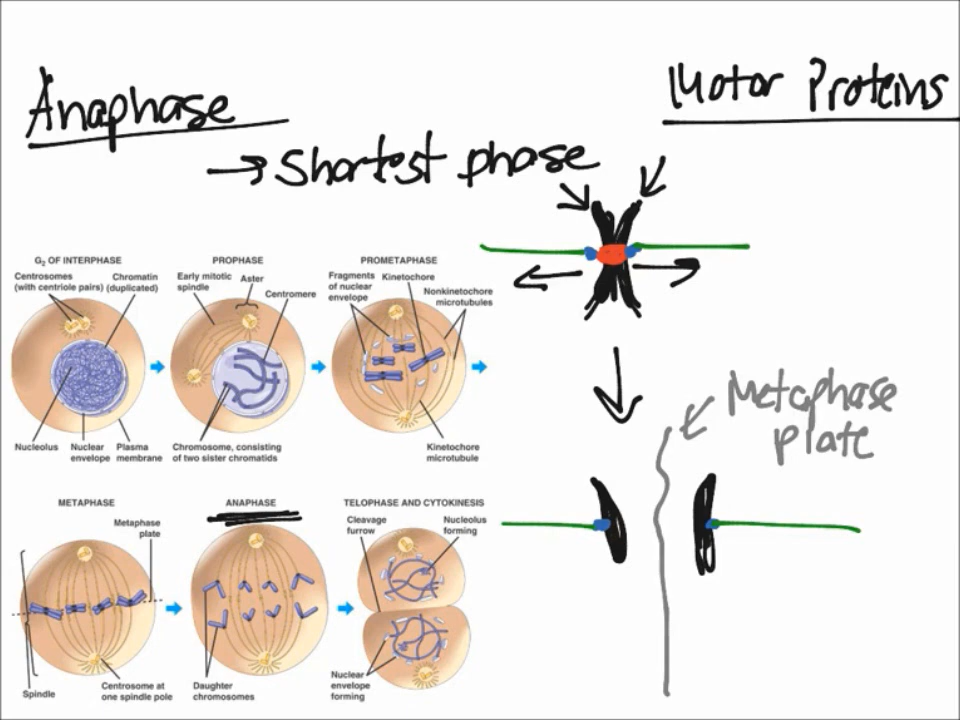 Anaphase
Motor Proteins
→ Shortest phase
G₂ OF INTERPHASE
Centrosomes
(with centriole pairs)
Chromatin
(duplicated)
Nucleolus
Nuclear
envelope
Plasma
membrane
PROPHASE
Early mitotic
spindle
Aster
Centromere
Chromosome, consisting
of two sister chromatids
PROMETAPHASE
Fragments
of nuclear
envelope
Kinetochore
Nonkinetochore
microtubules
Kinetochore
microtubule
Metaphase
plate
METAPHASE
Metaphase
plate
Spindle
Centrosome at
one spindle pole
ANAPHASE
Daughter
chromosomes
TELOPHASE AND CYTOKINESIS
Cleavage
furrow
Nucleolus
forming
Nuclear
envelope
forming